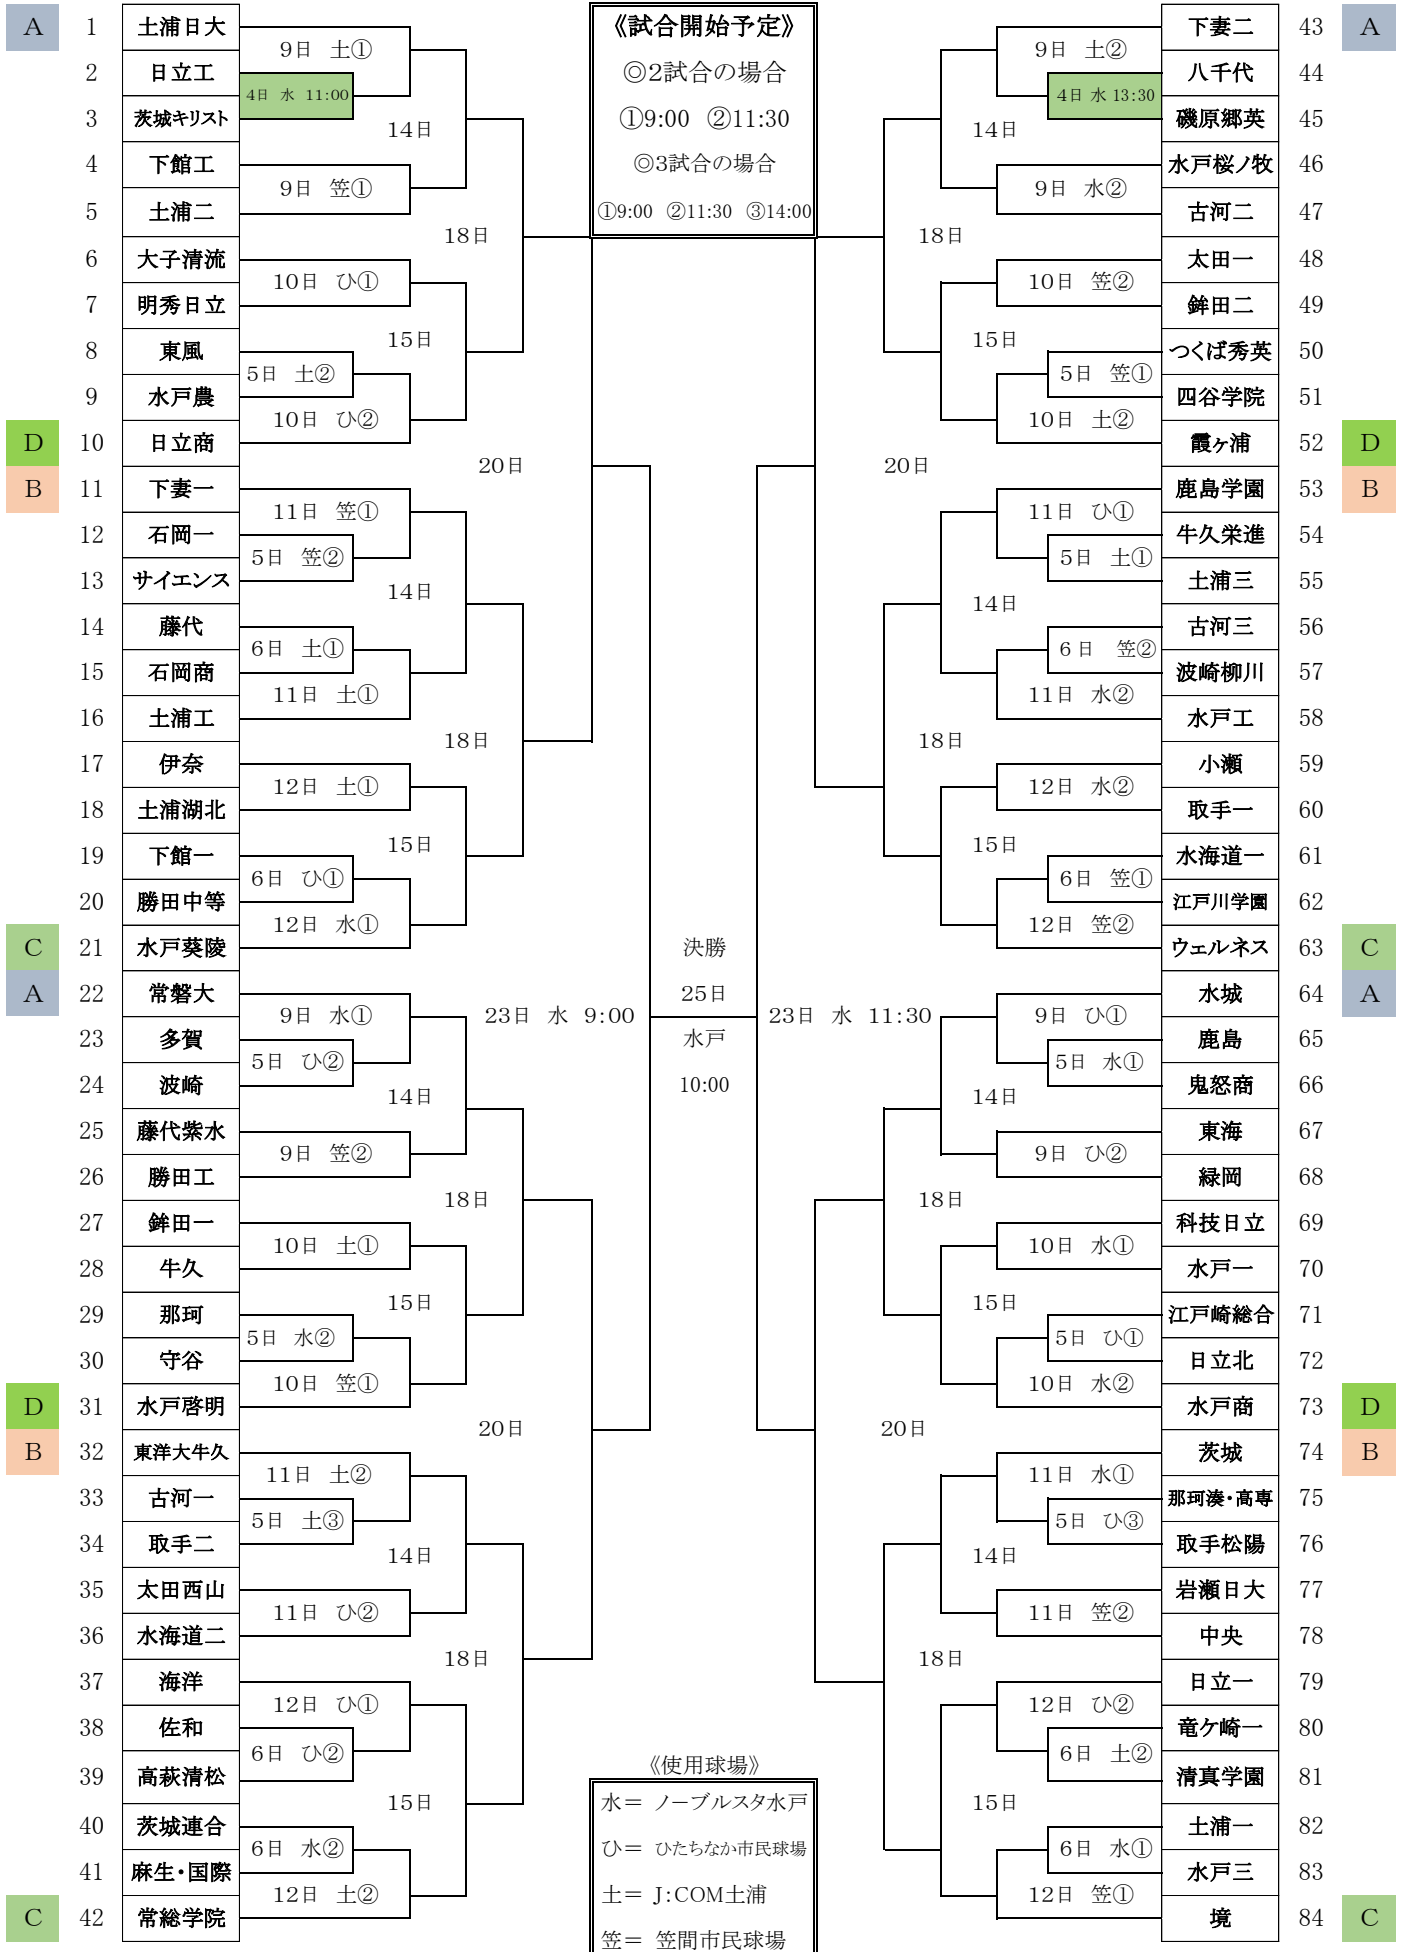 A 1 土浦日大
2 日立工
3 茨城キリスト
4 下館工
5 土浦二
6 大子清流
7 明秀日立
8 東風
9 水戸農
D 10 日立商
B 11 下妻一
12 石岡一
13 サイエンス
14 藤代
15 石岡商
16 土浦工
17 伊奈
18 土浦湖北
19 下館一
20 勝田中等
C 21 水戸葵陵
A 22 常磐大
23 多賀
24 波崎
25 藤代紫水
26 勝田工
27 鉾田一
28 牛久
29 那珂
30 守谷
D 31 水戸啓明
B 32 東洋大牛久
33 古河一
34 取手二
35 太田西山
36 水海道二
37 海洋
38 佐和
39 高萩清松
40 茨城連合
41 麻生・国際
C 42 常総学院
9日 土①
4日 水 11:00
9日 笠①
10日 ひ①
5日 土②
10日 ひ②
11日 笠①
5日 笠②
6日 土①
11日 土①
12日 土①
6日 ひ①
12日 水①
9日 水①
5日 ひ②
9日 笠②
10日 土①
5日 水②
10日 笠①
11日 土②
5日 土③
11日 ひ②
12日 ひ①
6日 ひ②
6日 水②
12日 土②
14日
15日
14日
15日
14日
15日
14日
15日
18日
18日
18日
18日
20日
20日
23日 水 9:00
《試合開始予定》
◎2試合の場合
①9:00 ②11:30
◎3試合の場合
①9:00 ②11:30 ③14:00
決勝
25日
水戸
10:00
《使用球場》
水＝ ノーブルスタ水戸
ひ＝ ひたちなか市民球場
土＝ J:COM土浦
笠＝ 笠間市民球場
23日 水 11:30
20日
20日
18日
18日
18日
18日
14日
15日
14日
15日
14日
15日
14日
15日
9日 土②
4日 水 13:30
9日 水②
10日 笠②
5日 笠①
10日 土②
11日 ひ①
5日 土①
6日 笠②
11日 水②
12日 水②
6日 笠①
12日 笠②
9日 ひ①
5日 水①
9日 ひ②
10日 水①
5日 ひ①
10日 水②
11日 水①
5日 ひ③
11日 笠②
12日 ひ②
6日 土②
6日 水①
12日 笠①
下妻二 43 A
八千代 44
磯原郷英 45
水戸桜ノ牧 46
古河二 47
太田一 48
鉾田二 49
つくば秀英 50
四谷学院 51
霞ヶ浦 52 D
鹿島学園 53 B
牛久栄進 54
土浦三 55
古河三 56
波崎柳川 57
水戸工 58
小瀬 59
取手一 60
水海道一 61
江戸川学園 62
ウェルネス 63 C
水城 64 A
鹿島 65
鬼怒商 66
東海 67
緑岡 68
科技日立 69
水戸一 70
江戸崎総合 71
日立北 72
水戸商 73 D
茨城 74 B
那珂湊・高専 75
取手松陽 76
岩瀬日大 77
中央 78
日立一 79
竜ケ崎一 80
清真学園 81
土浦一 82
水戸三 83
境 84 C